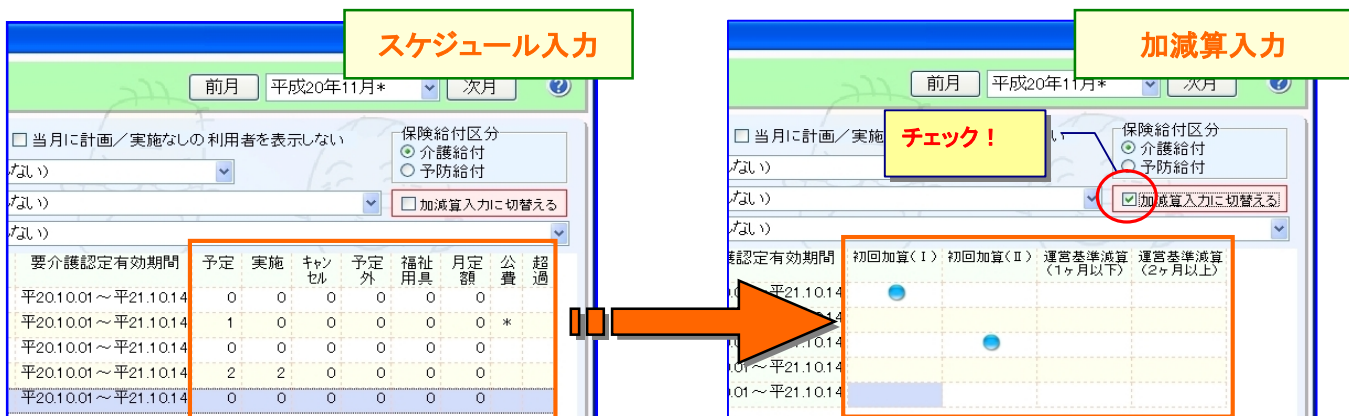 スケジュール入力
前月 平成20年11月* 次月 ?
当月に計画／実施なしの利用者を表示しない
保険給付区分
介護給付
予防給付
ない)
ない)
加減算入力に切替える
ない)
要介護認定有効期間 予定 実施 キャンセル 予定外 福祉用具 月定額 公費 超過
平20.10.01～平21.10.14 0 0 0 0 0 0
平20.10.01～平21.10.14 1 0 0 0 0 0 *
平20.10.01～平21.10.14 0 0 0 0 0 0
平20.10.01～平21.10.14 2 2 0 0 0 0
平20.10.01～平21.10.14 0 0 0 0 0 0
加減算入力
前月 平成20年11月* 次月 ?
当月に計画／実施
チェック！
い
保険給付区分
介護給付
予防給付
ない)
ない)
加減算入力に切替える
ない)
認定有効期間 初回加算(Ⅰ) 初回加算(Ⅱ) 運営基準減算(1ヶ月以下) 運営基準減算(2ヶ月以上)
平21.10.14
.14
10.14
.01～平21.10.14
.01～平21.10.14